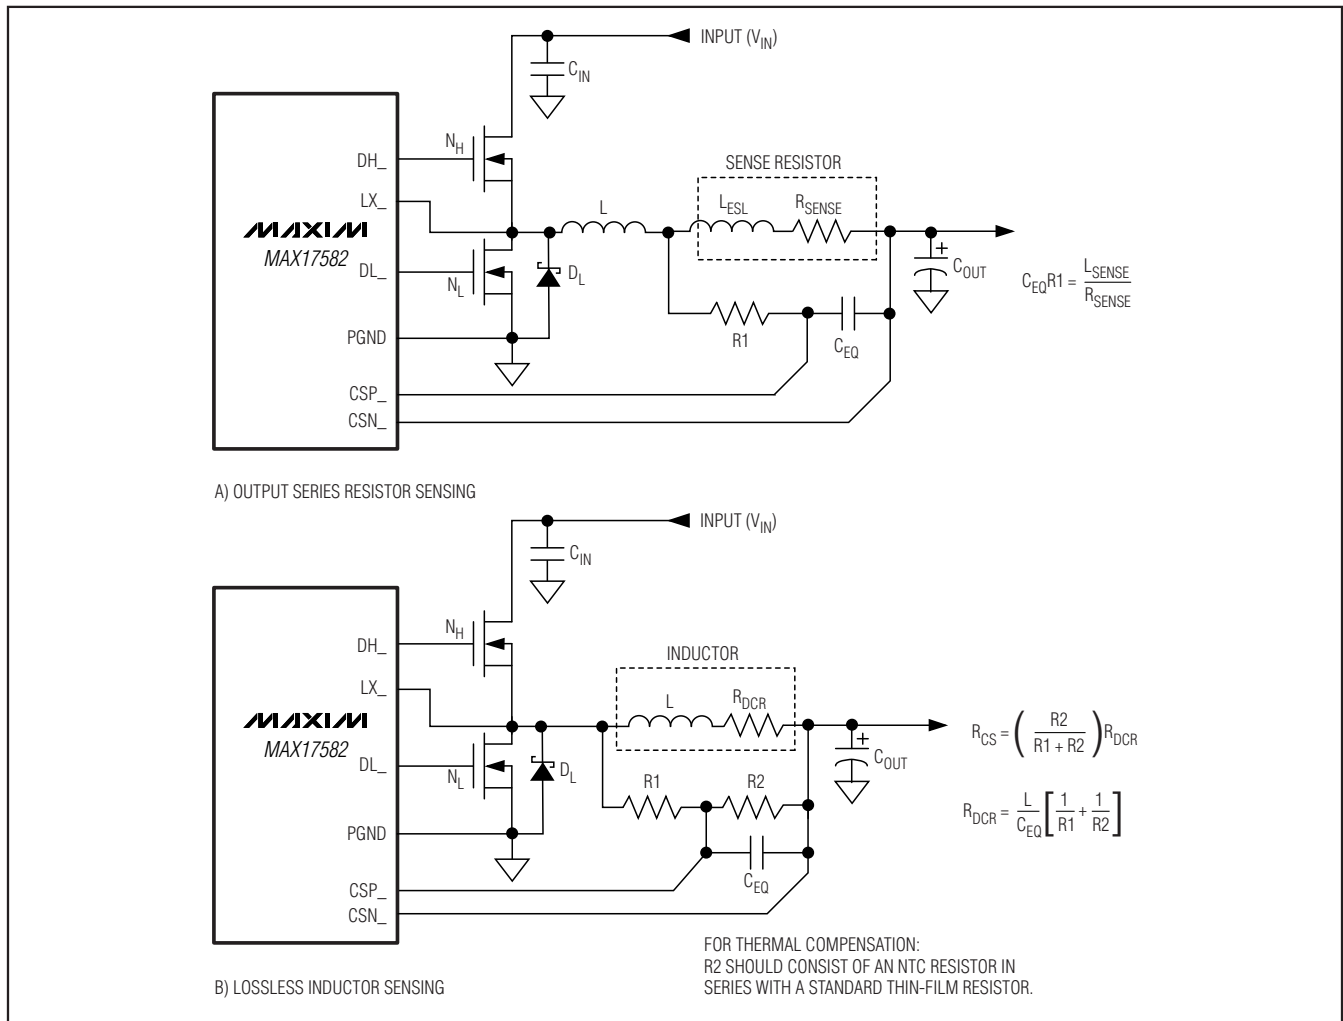 INPUT (VIN)
CIN
NH
DH_
SENSE RESISTOR
LX_
L
LESL
RSENSE
MAXIM
MAX17582
DL_
NL
DL
+
COUT
CEQR1 = LSENSE / RSENSE
PGND
R1
CEQ
CSP_
CSN_
A) OUTPUT SERIES RESISTOR SENSING
INPUT (VIN)
CIN
NH
DH_
INDUCTOR
LX_
L
RDCR
MAXIM
MAX17582
DL_
NL
DL
+
COUT
RCS = ( R2 / R1 + R2 ) RDCR
R1
R2
RDCR = L / CEQ [ 1 / R1 + 1 / R2 ]
PGND
CEQ
CSP_
CSN_
FOR THERMAL COMPENSATION:
R2 SHOULD CONSIST OF AN NTC RESISTOR IN
SERIES WITH A STANDARD THIN-FILM RESISTOR.
B) LOSSLESS INDUCTOR SENSING